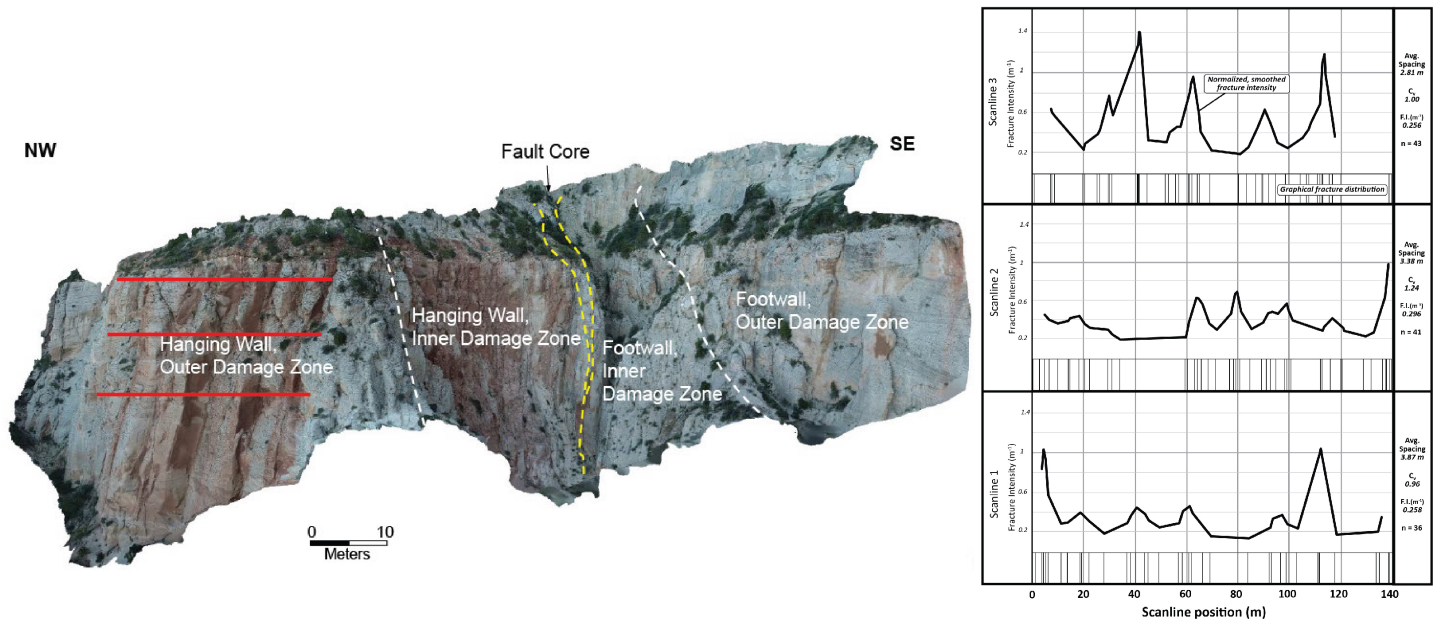 NW
SE
Fault Core
Hanging Wall,
Outer Damage Zone
Hanging Wall,
Inner Damage Zone
Footwall,
Inner
Damage Zone
Footwall,
Outer Damage Zone
0 10
Meters
Scanline 3
Fracture Intensity (m⁻¹)
1.4
1
0.6
0.2
Normalized, smoothed
fracture intensity
Graphical fracture distribution
Avg.
Spacing
2.81 m
Cᵥ
1.00
F.I.(m⁻¹)
0.256
n = 43
Scanline 2
Fracture Intensity (m⁻¹)
1.4
1
0.6
0.2
Avg.
Spacing
3.38 m
Cᵥ
1.24
F.I.(m⁻¹)
0.296
n = 41
Scanline 1
Fracture Intensity (m⁻¹)
1.4
1
0.6
0.2
Avg.
Spacing
3.87 m
Cᵥ
0.96
F.I.(m⁻¹)
0.258
n = 36
0 20 40 60 80 100 120 140
Scanline position (m)